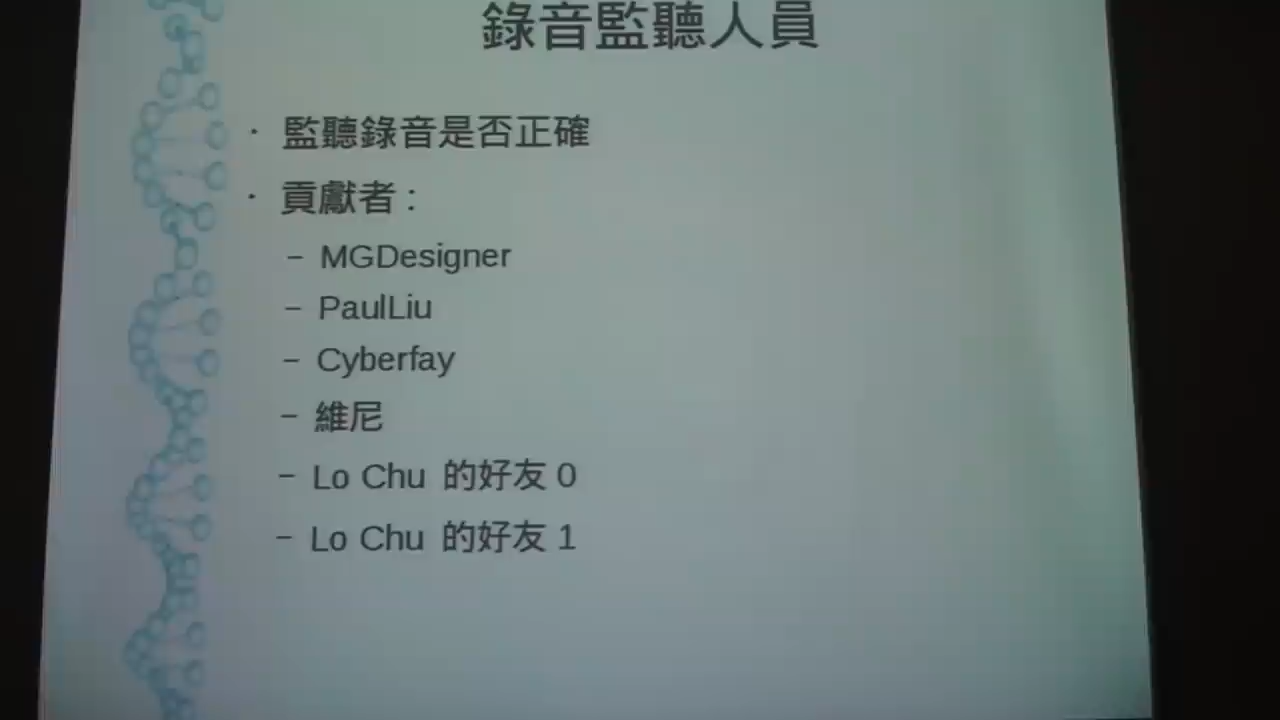 錄音監聽人員
· 監聽錄音是否正確
· 貢獻者 :
– MGDesigner
– PaulLiu
– Cyberfay
– 維尼
– Lo Chu 的好友 0
– Lo Chu 的好友 1